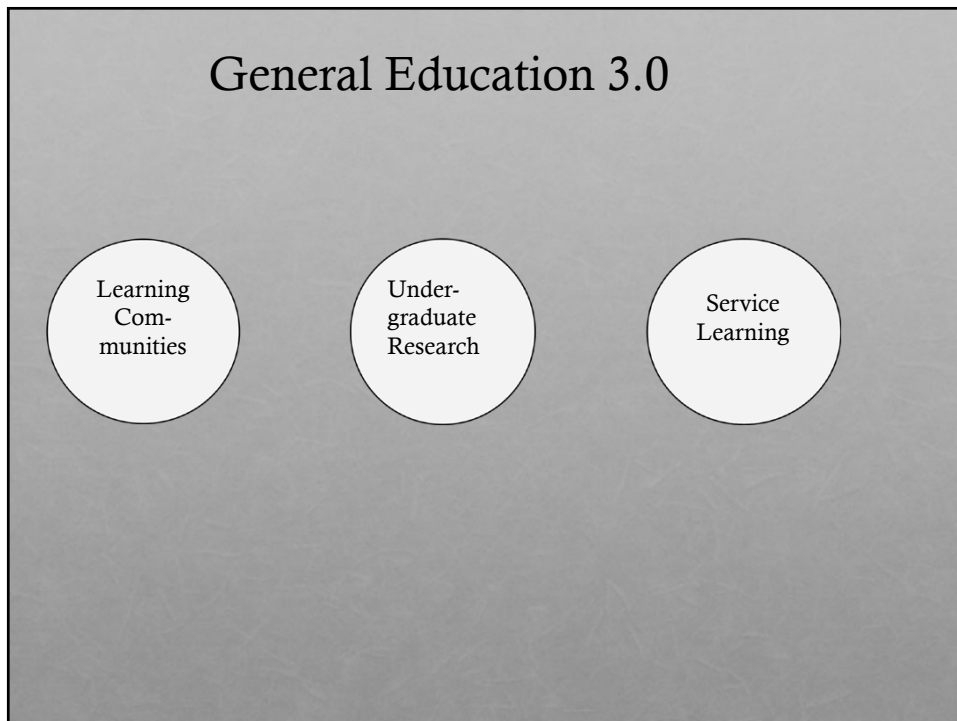 General Education 3.0
Learning
Com-
munities
Under-
graduate
Research
Service
Learning